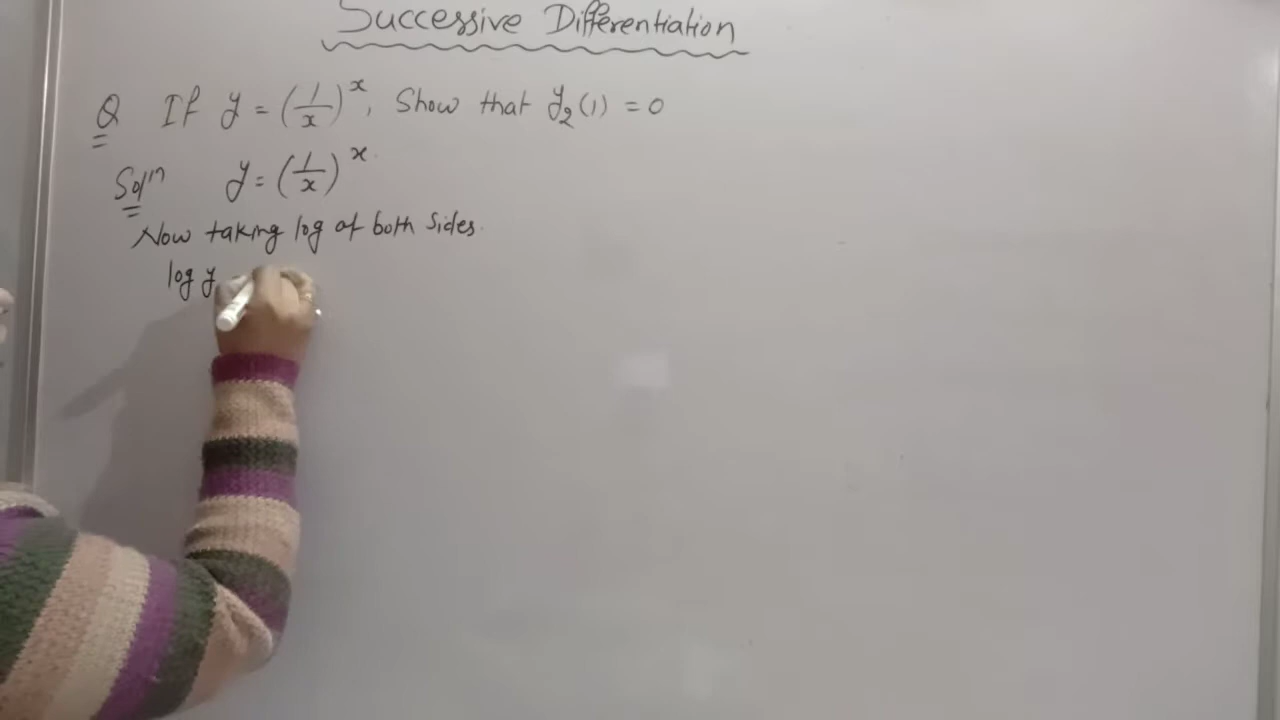 Successive Differentiation
Q If y = (1/x)^x, Show that y₂(1) = 0
Solⁿ y = (1/x)^x
Now taking log of both sides.
log y